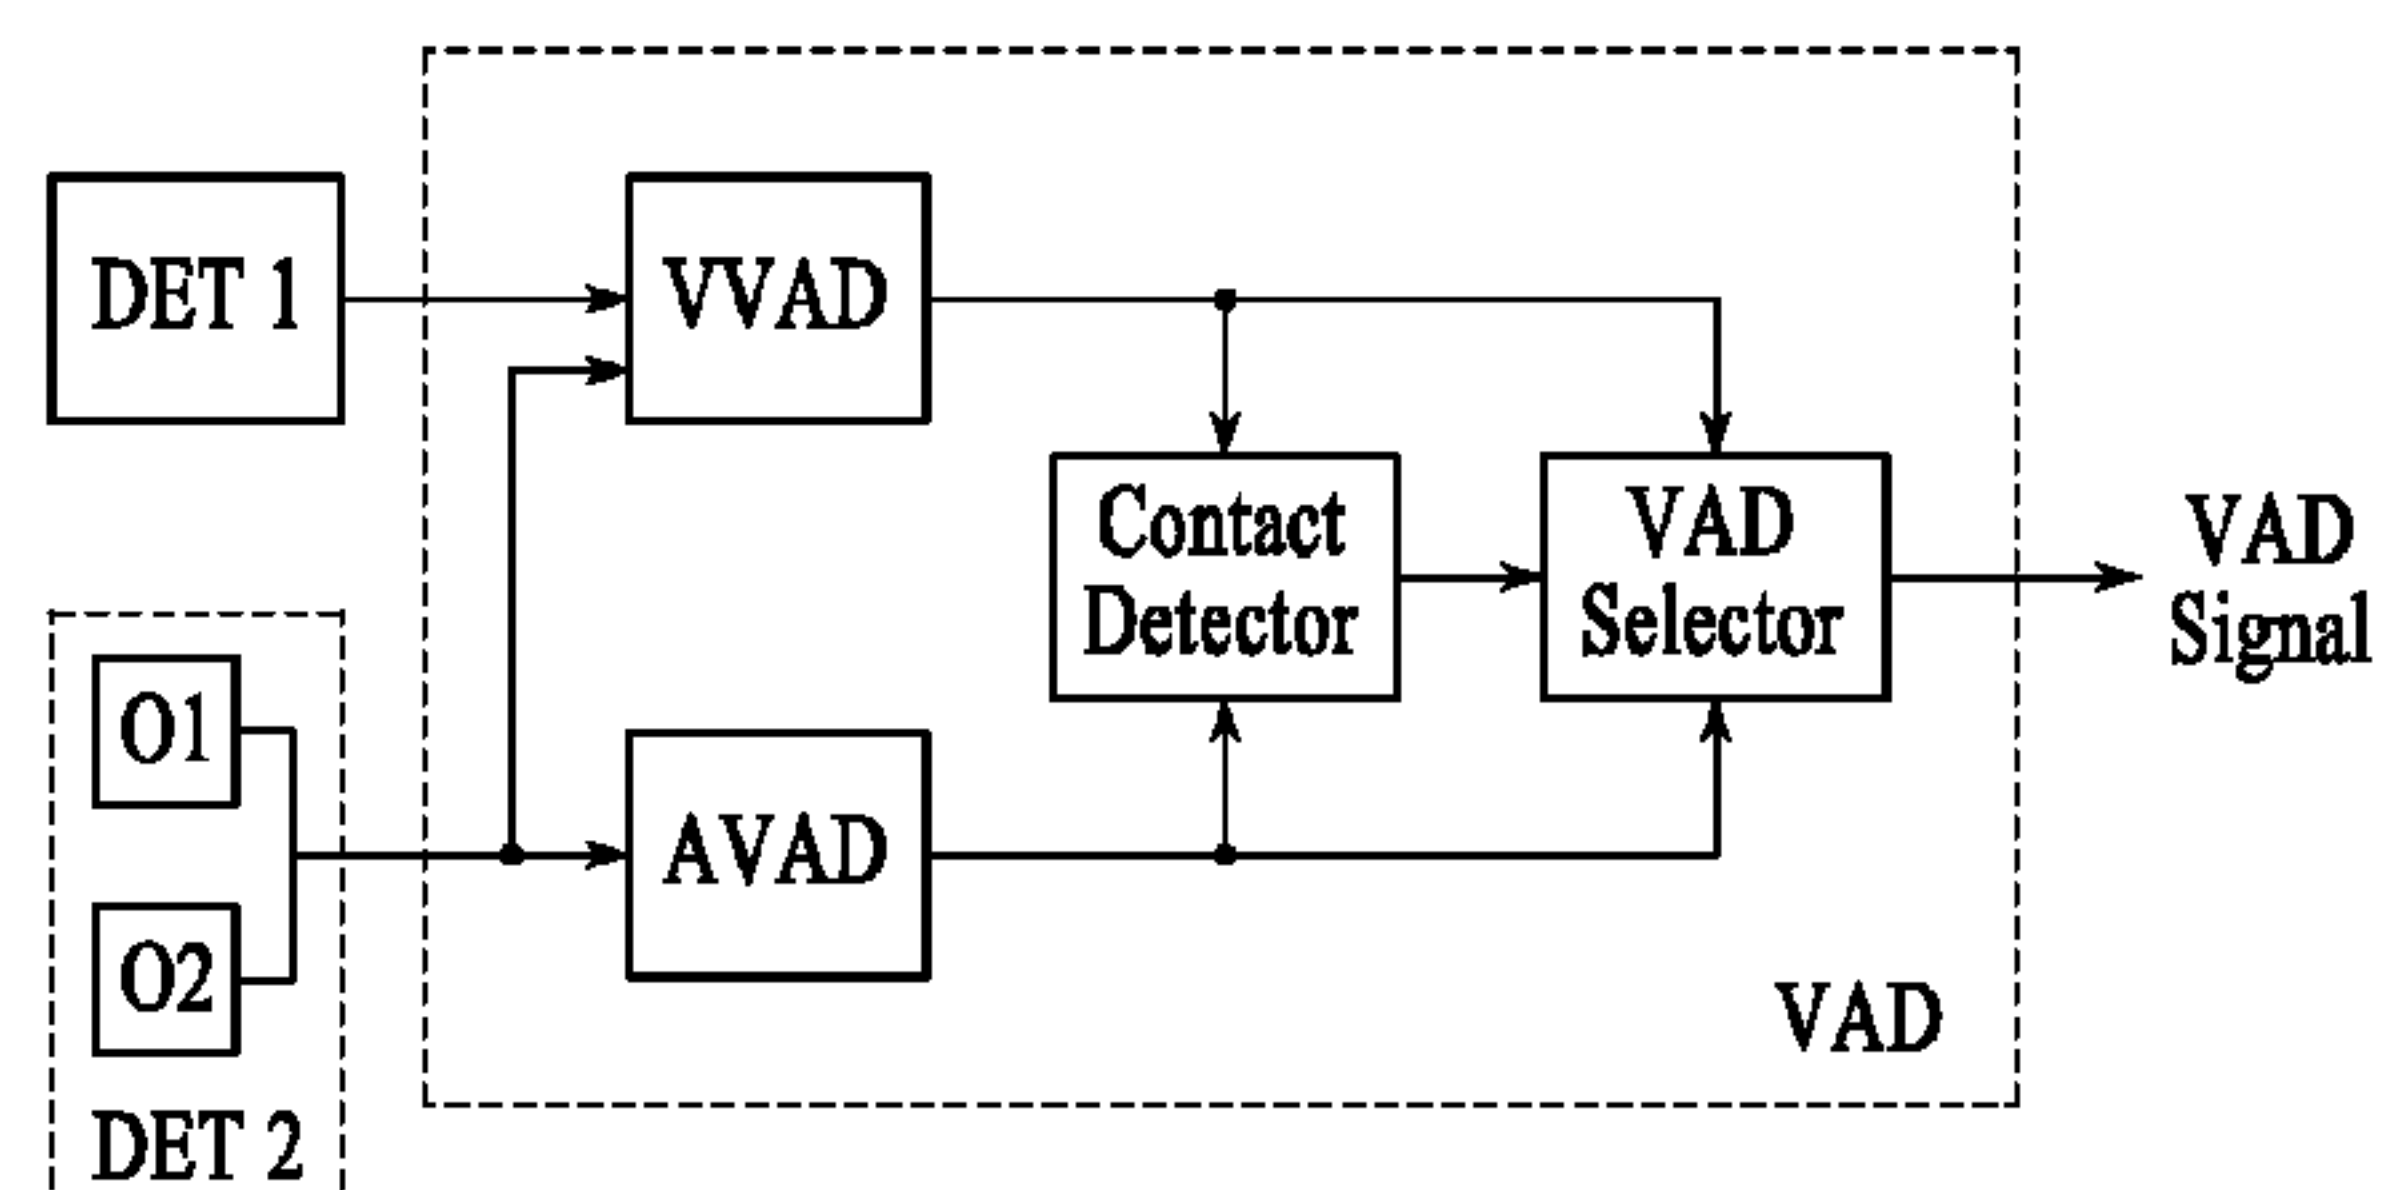 DET 1
VVAD
Contact
Detector
VAD
Selector
VAD
Signal
O1
O2
AVAD
VAD
DET 2